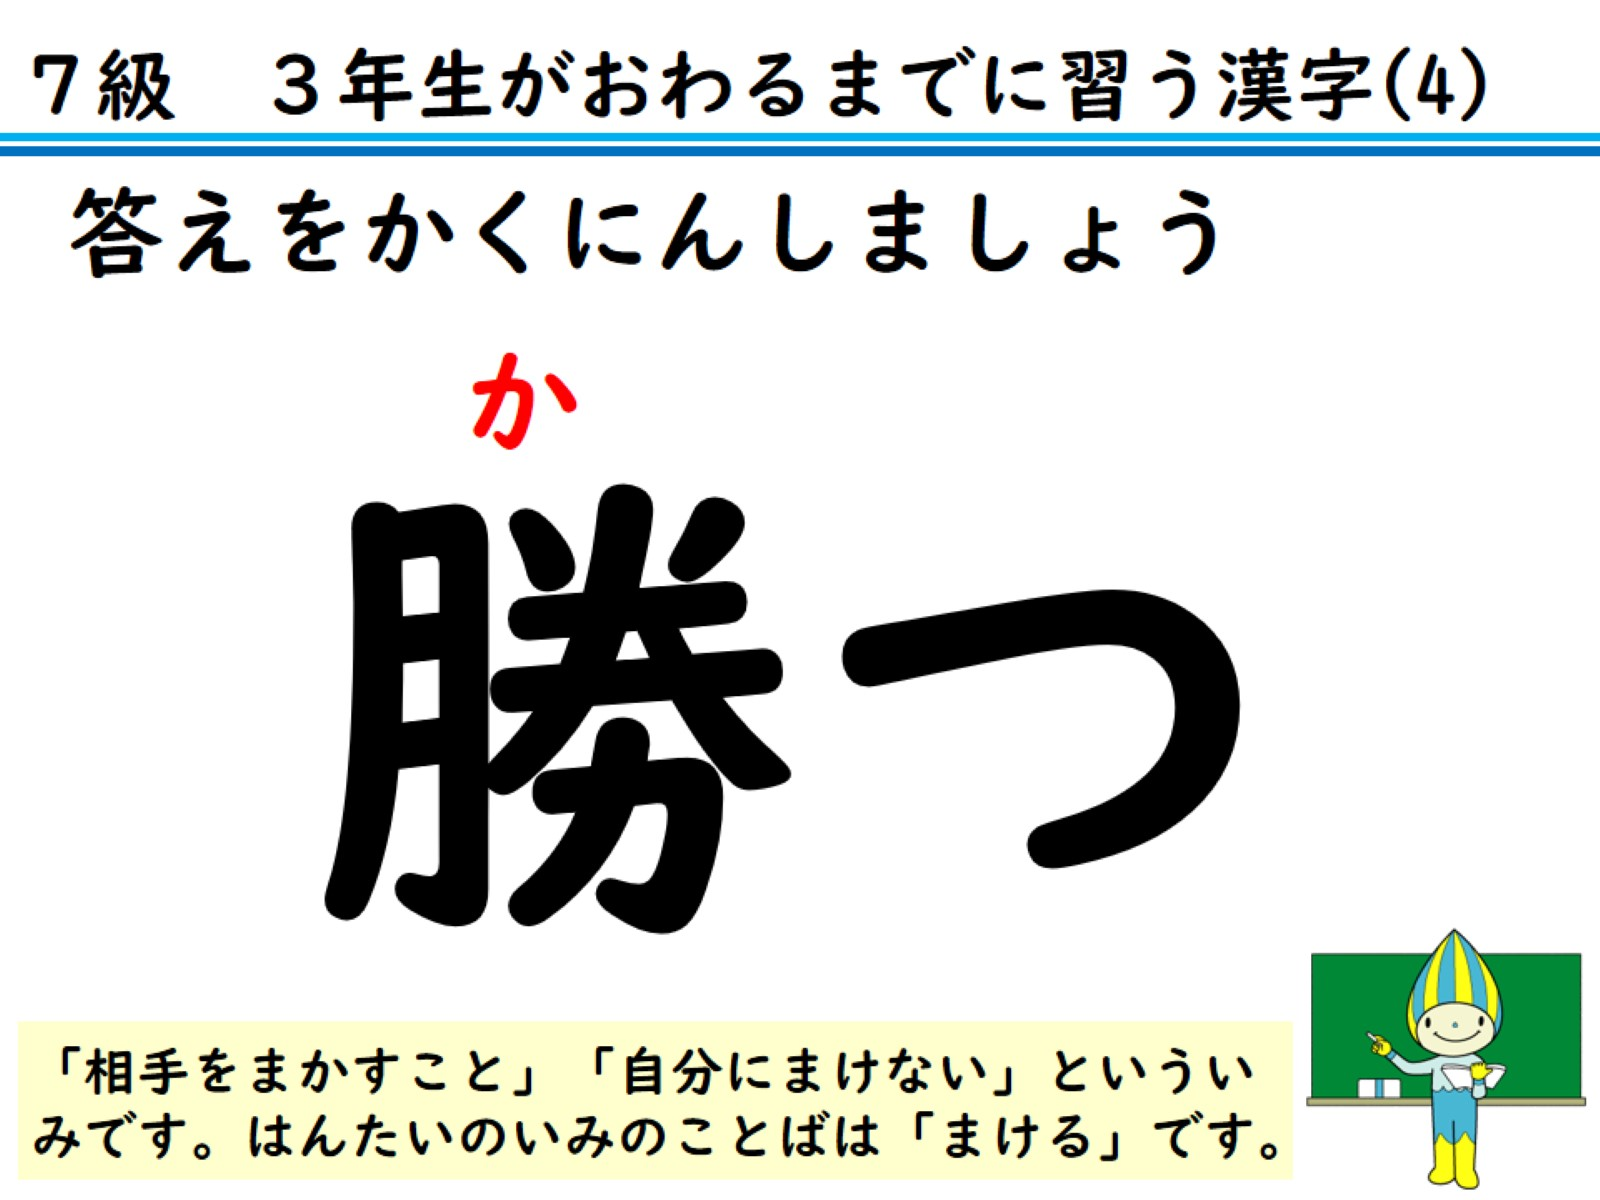 ７級　３年生がおわるまでに習う漢字(4)
答えをかくにんしましょう
か
勝つ
「相手をまかすこと」「自分にまけない」というい
みです。はんたいのいみのことばは「まける」です。